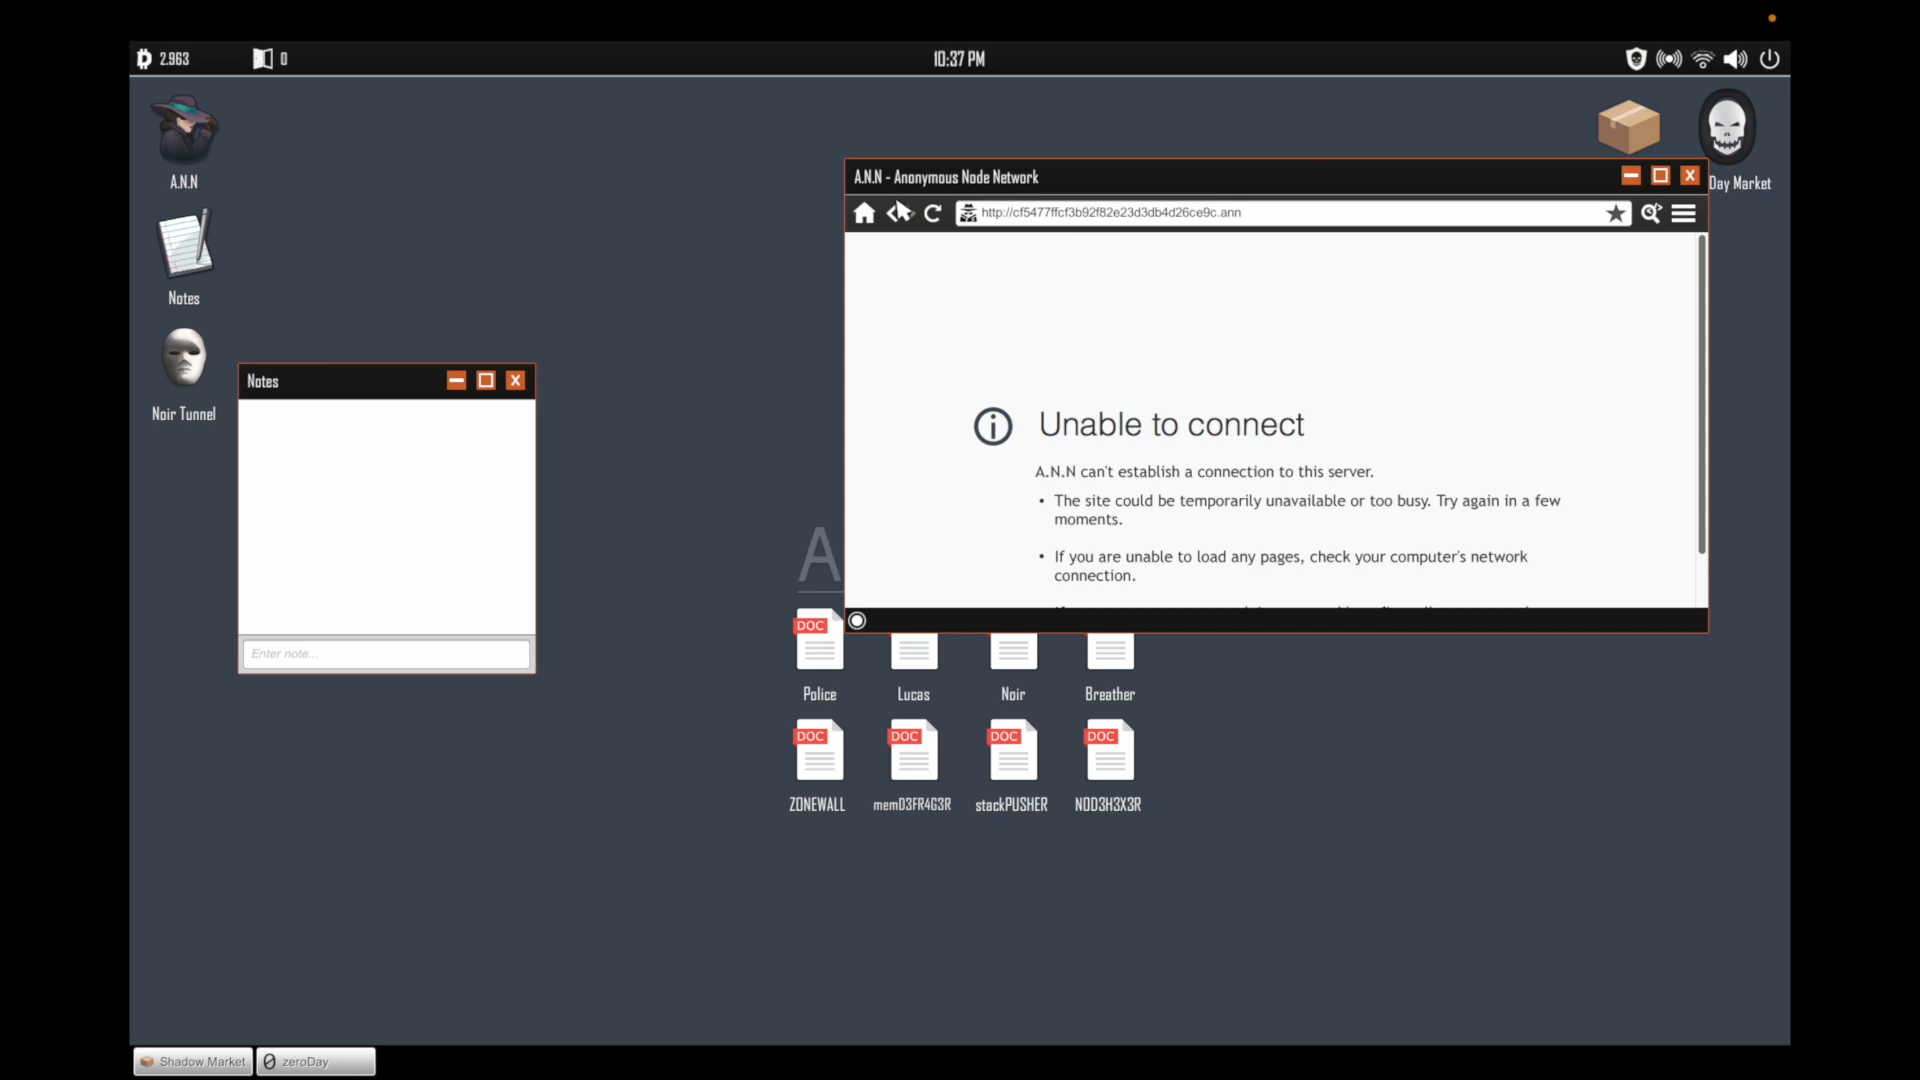 2.963
0
10:37 PM
A.N.N
Notes
Noir Tunnel
Day Market
A.N.N - Anonymous Node Network
http://cf5477ffcf3b92f82e23d3db4d26ce9c.ann
Unable to connect
A.N.N can't establish a connection to this server.
• The site could be temporarily unavailable or too busy. Try again in a few
moments.
• If you are unable to load any pages, check your computer's network
connection.
Notes
Enter note...
A
DOC
Police
Lucas
Noir
Breather
DOC
DOC
DOC
DOC
ZONEWALL
memD3FR4G3R
stackPUSHER
NOD3H3X3R
Shadow Market
zeroDay